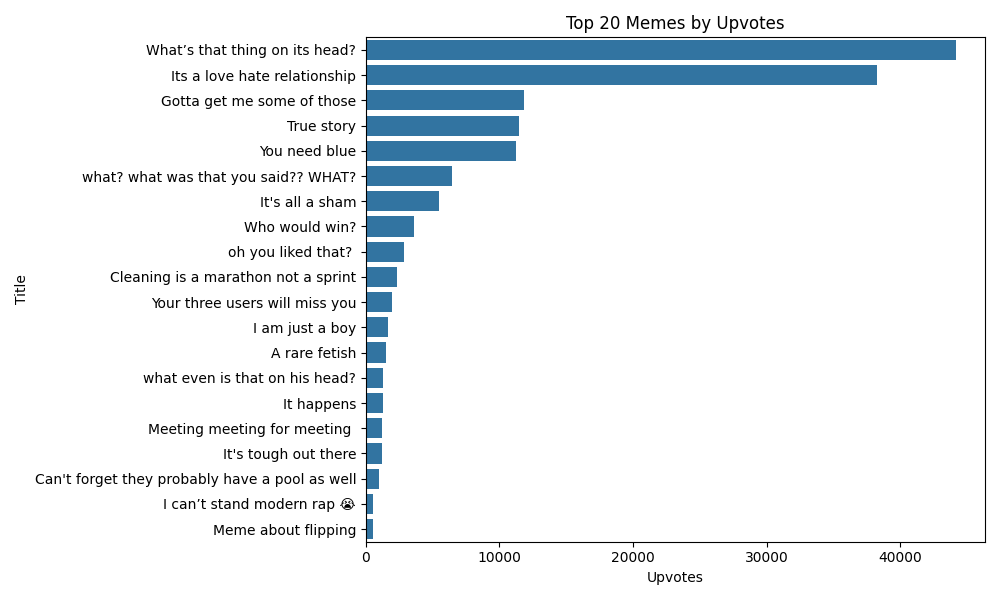 Top 20 Memes by Upvotes
Title
What’s that thing on its head?
Its a love hate relationship
Gotta get me some of those
True story
You need blue
what? what was that you said?? WHAT?
It's all a sham
Who would win?
oh you liked that?
Cleaning is a marathon not a sprint
Your three users will miss you
I am just a boy
A rare fetish
what even is that on his head?
It happens
Meeting meeting for meeting
It's tough out there
Can't forget they probably have a pool as well
I can’t stand modern rap 😭
Meme about flipping
0 10000 20000 30000 40000
Upvotes